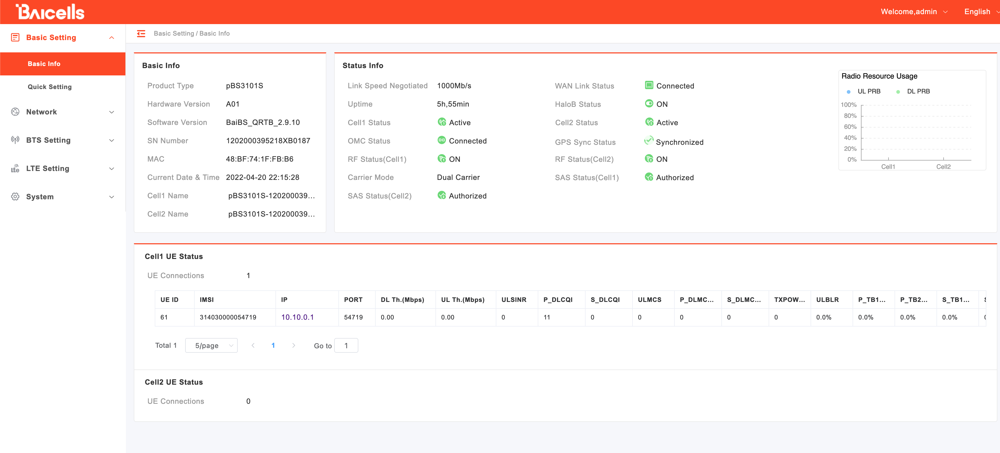 BAicells
Welcome,admin
English
Basic Setting
Basic Info
Quick Setting
Network
BTS Setting
LTE Setting
System
Basic Setting / Basic Info
Basic Info
Product Type pBS3101S
Hardware Version A01
Software Version BaiBS_QRTB_2.9.10
SN Number 1202000395218XB0187
MAC 48:BF:74:1F:FB:B6
Current Date & Time 2022-04-20 22:15:28
Cell1 Name pBS3101S-120200039...
Cell2 Name pBS3101S-120200039...
Status Info
Link Speed Negotiated 1000Mb/s WAN Link Status Connected
Uptime 5h,55min HaloB Status ON
Cell1 Status Active Cell2 Status Active
OMC Status Connected GPS Sync Status Synchronized
RF Status(Cell1) ON RF Status(Cell2) ON
Carrier Mode Dual Carrier SAS Status(Cell1) Authorized
SAS Status(Cell2) Authorized
Radio Resource Usage
UL PRB DL PRB
100%
80%
60%
40%
20%
0%
Cell1 Cell2
Cell1 UE Status
UE Connections 1
UE ID IMSI IP PORT DL Th.(Mbps) UL Th.(Mbps) ULSINR P_DLCQI S_DLCQI ULMCS P_DLMC... S_DLMC... TXPOW... ULBLR P_TB1... P_TB2... S_TB1...
61 314030000054719 10.10.0.1 54719 0.00 0.00 0 11 0 0 0 0 0 0.0% 0.0% 0.0% 0.0%
Total 1 5/page 1 Go to 1
Cell2 UE Status
UE Connections 0